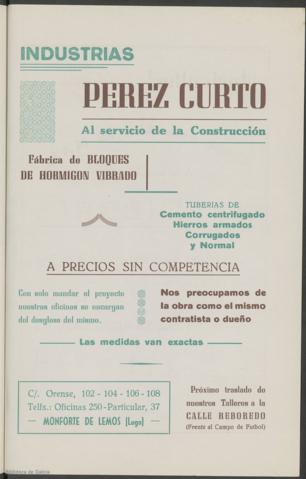 INDUSTRIAS
PEREZ CURTO
Al servicio de la Construcción
Fábrica de BLOQUES
DE HORMIGON VIBRADO
TUBERIAS DE
Cemento centrifugado
Hierros armados
Corrugados
y Normal
A PRECIOS SIN COMPETENCIA
Con solo mandar el proyecto
nuestras oficinas se encargan
del desglose del mismo.
Nos preocupamos de
la obra como el mismo
contratista o dueño
Las medidas van exactas
C/. Orense, 102 - 104 - 106 - 108
Telfs.: Oficinas 250 - Particular, 37
— MONFORTE DE LEMOS (Lugo) —
Próximo traslado de
nuestros Talleres a la
CALLE REBOREDO
(Frente al Campo de Futbol)
Biblioteca de Galicia